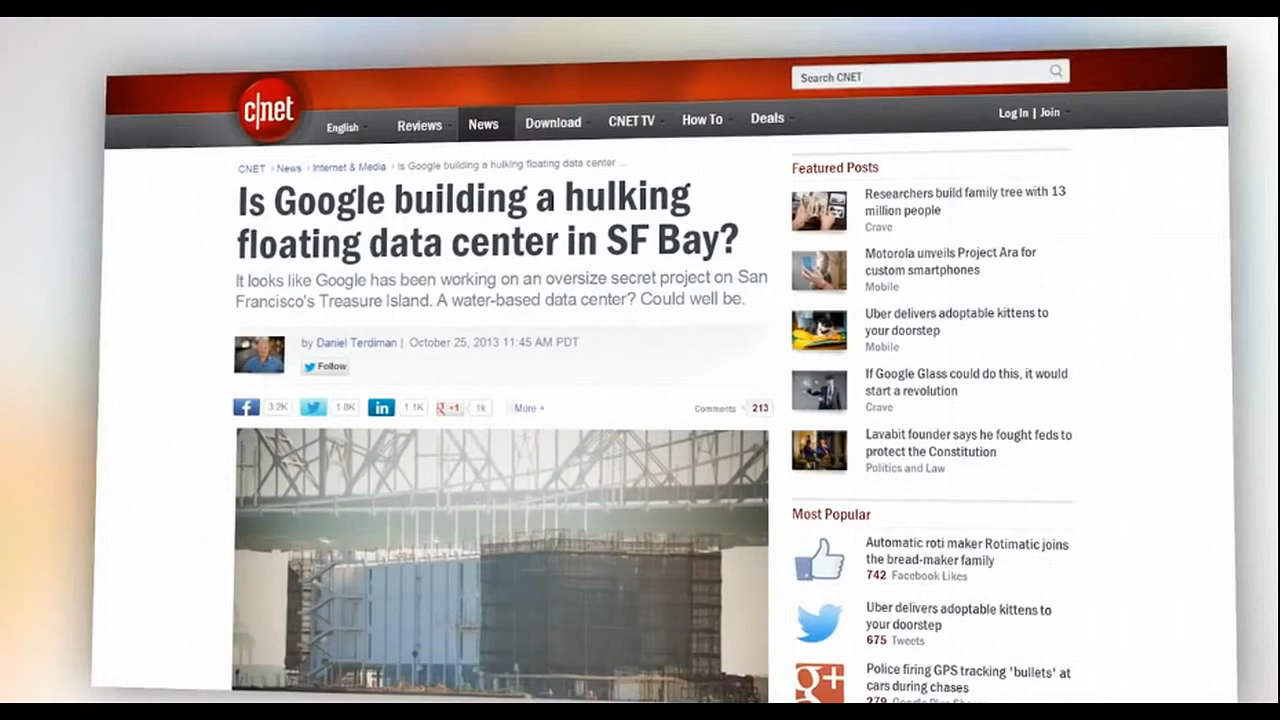 c|net
Search CNET
English
Reviews
News
Download
CNET TV
How To
Deals
Log In | Join
CNET › News › Internet & Media › Is Google building a hulking floating data center ...
Is Google building a hulking
floating data center in SF Bay?
It looks like Google has been working on an oversize secret project on San
Francisco's Treasure Island. A water-based data center? Could well be.
by Daniel Terdiman | October 25, 2013 11:45 AM PDT
Follow
3.2K
1.8K
in
1.1K
g +1
1k
More +
Comments 213
Featured Posts
Researchers build family tree with 13
million people
Crave
Motorola unveils Project Ara for
custom smartphones
Mobile
Uber delivers adoptable kittens to
your doorstep
Mobile
If Google Glass could do this, it would
start a revolution
Crave
Lavabit founder says he fought feds to
protect the Constitution
Politics and Law
Most Popular
Automatic roti maker Rotimatic joins
the bread-maker family
742 Facebook Likes
Uber delivers adoptable kittens to
your doorstep
675 Tweets
g+
Police firing GPS tracking 'bullets' at
cars during chases
279 Google Plus